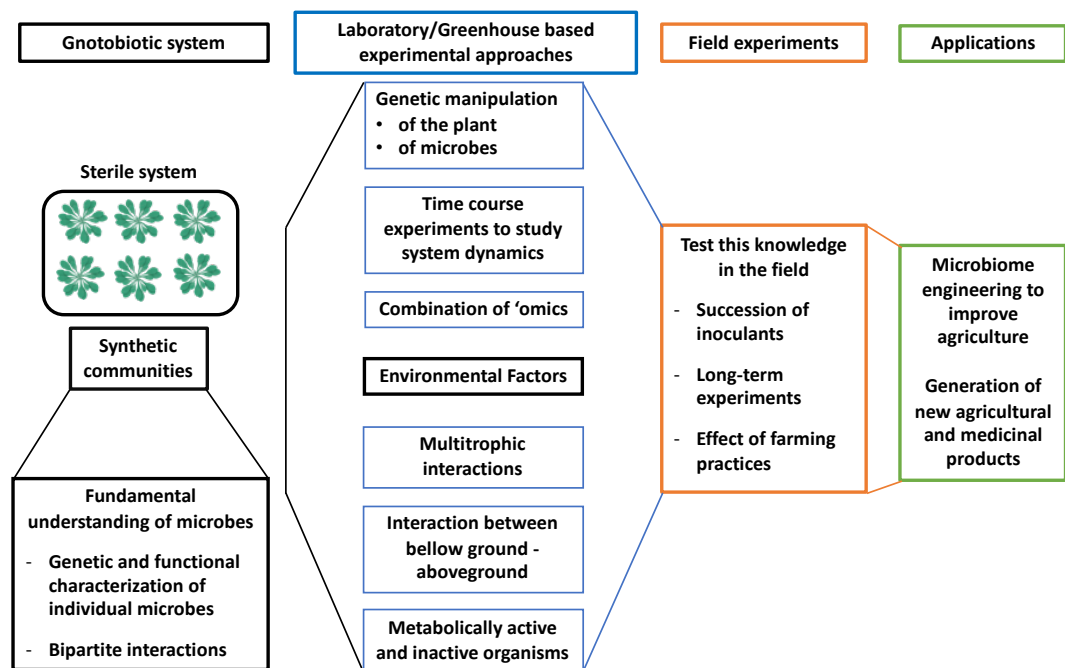 Gnotobiotic system
Sterile system
Synthetic
communities
Fundamental
understanding of microbes
- Genetic and functional
characterization of
individual microbes
- Bipartite interactions
Laboratory/Greenhouse based
experimental approaches
Genetic manipulation
• of the plant
• of microbes
Time course
experiments to study
system dynamics
Combination of ‘omics
Environmental Factors
Multitrophic
interactions
Interaction between
bellow ground -
aboveground
Metabolically active
and inactive organisms
Field experiments
Test this knowledge
in the field
- Succession of
inoculants
- Long-term
experiments
- Effect of farming
practices
Applications
Microbiome
engineering to
improve
agriculture
Generation of
new agricultural
and medicinal
products